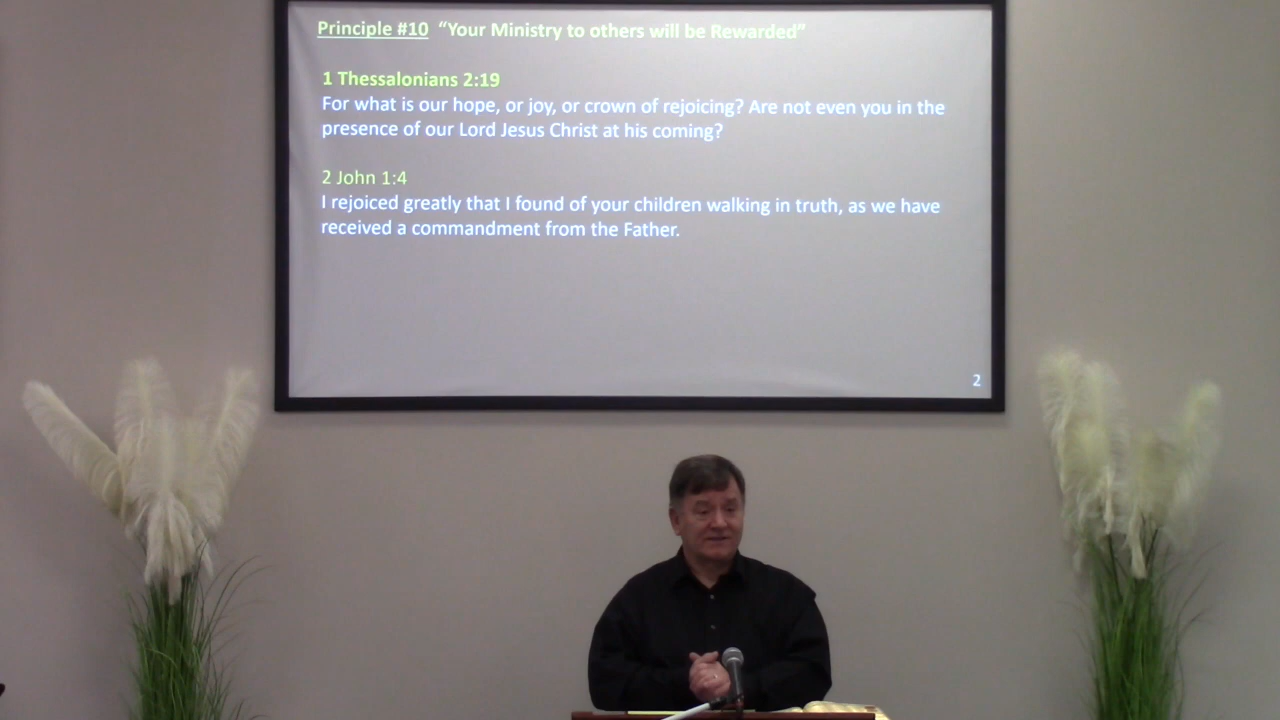 Principle #10 “Your Ministry to others will be Rewarded”
1 Thessalonians 2:19
For what is our hope, or joy, or crown of rejoicing? Are not even you in the
presence of our Lord Jesus Christ at his coming?
2 John 1:4
I rejoiced greatly that I found of your children walking in truth, as we have
received a commandment from the Father.
2